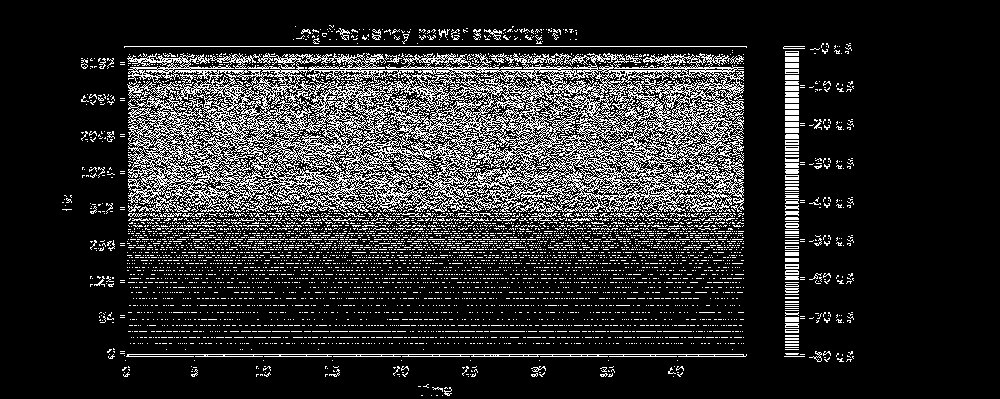 Log-frequency power spectrogram
8192
4096
2048
1024
512
256
128
64
0
Hz
0
5
10
15
20
25
30
35
40
Time
-10 dB
-20 dB
-30 dB
-40 dB
-50 dB
-60 dB
-70 dB
-80 dB